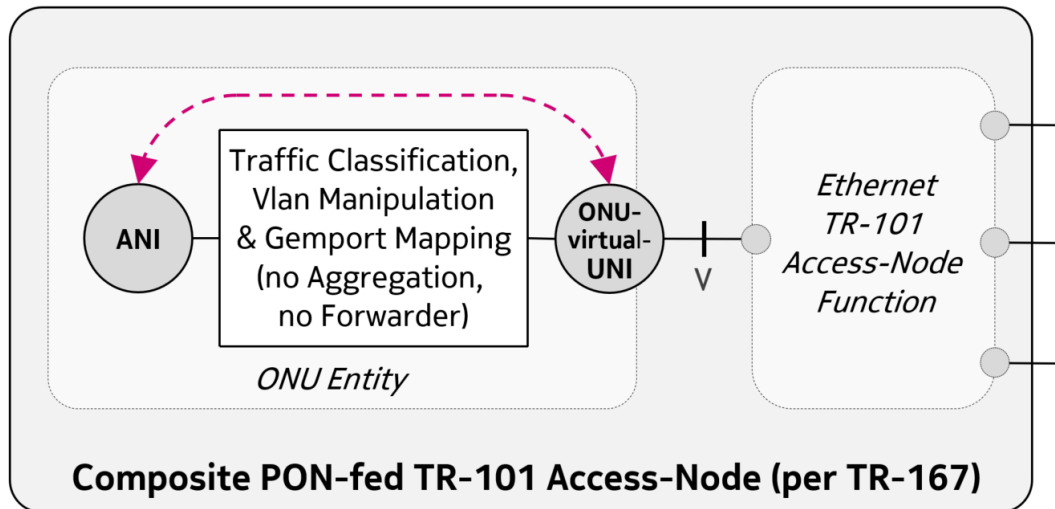 Traffic Classification,
Vlan Manipulation
& Gemport Mapping
(no Aggregation,
no Forwarder)
ANI
ONU-
virtual-
UNI
V
Ethernet
TR-101
Access-Node
Function
ONU Entity
Composite PON-fed TR-101 Access-Node (per TR-167)